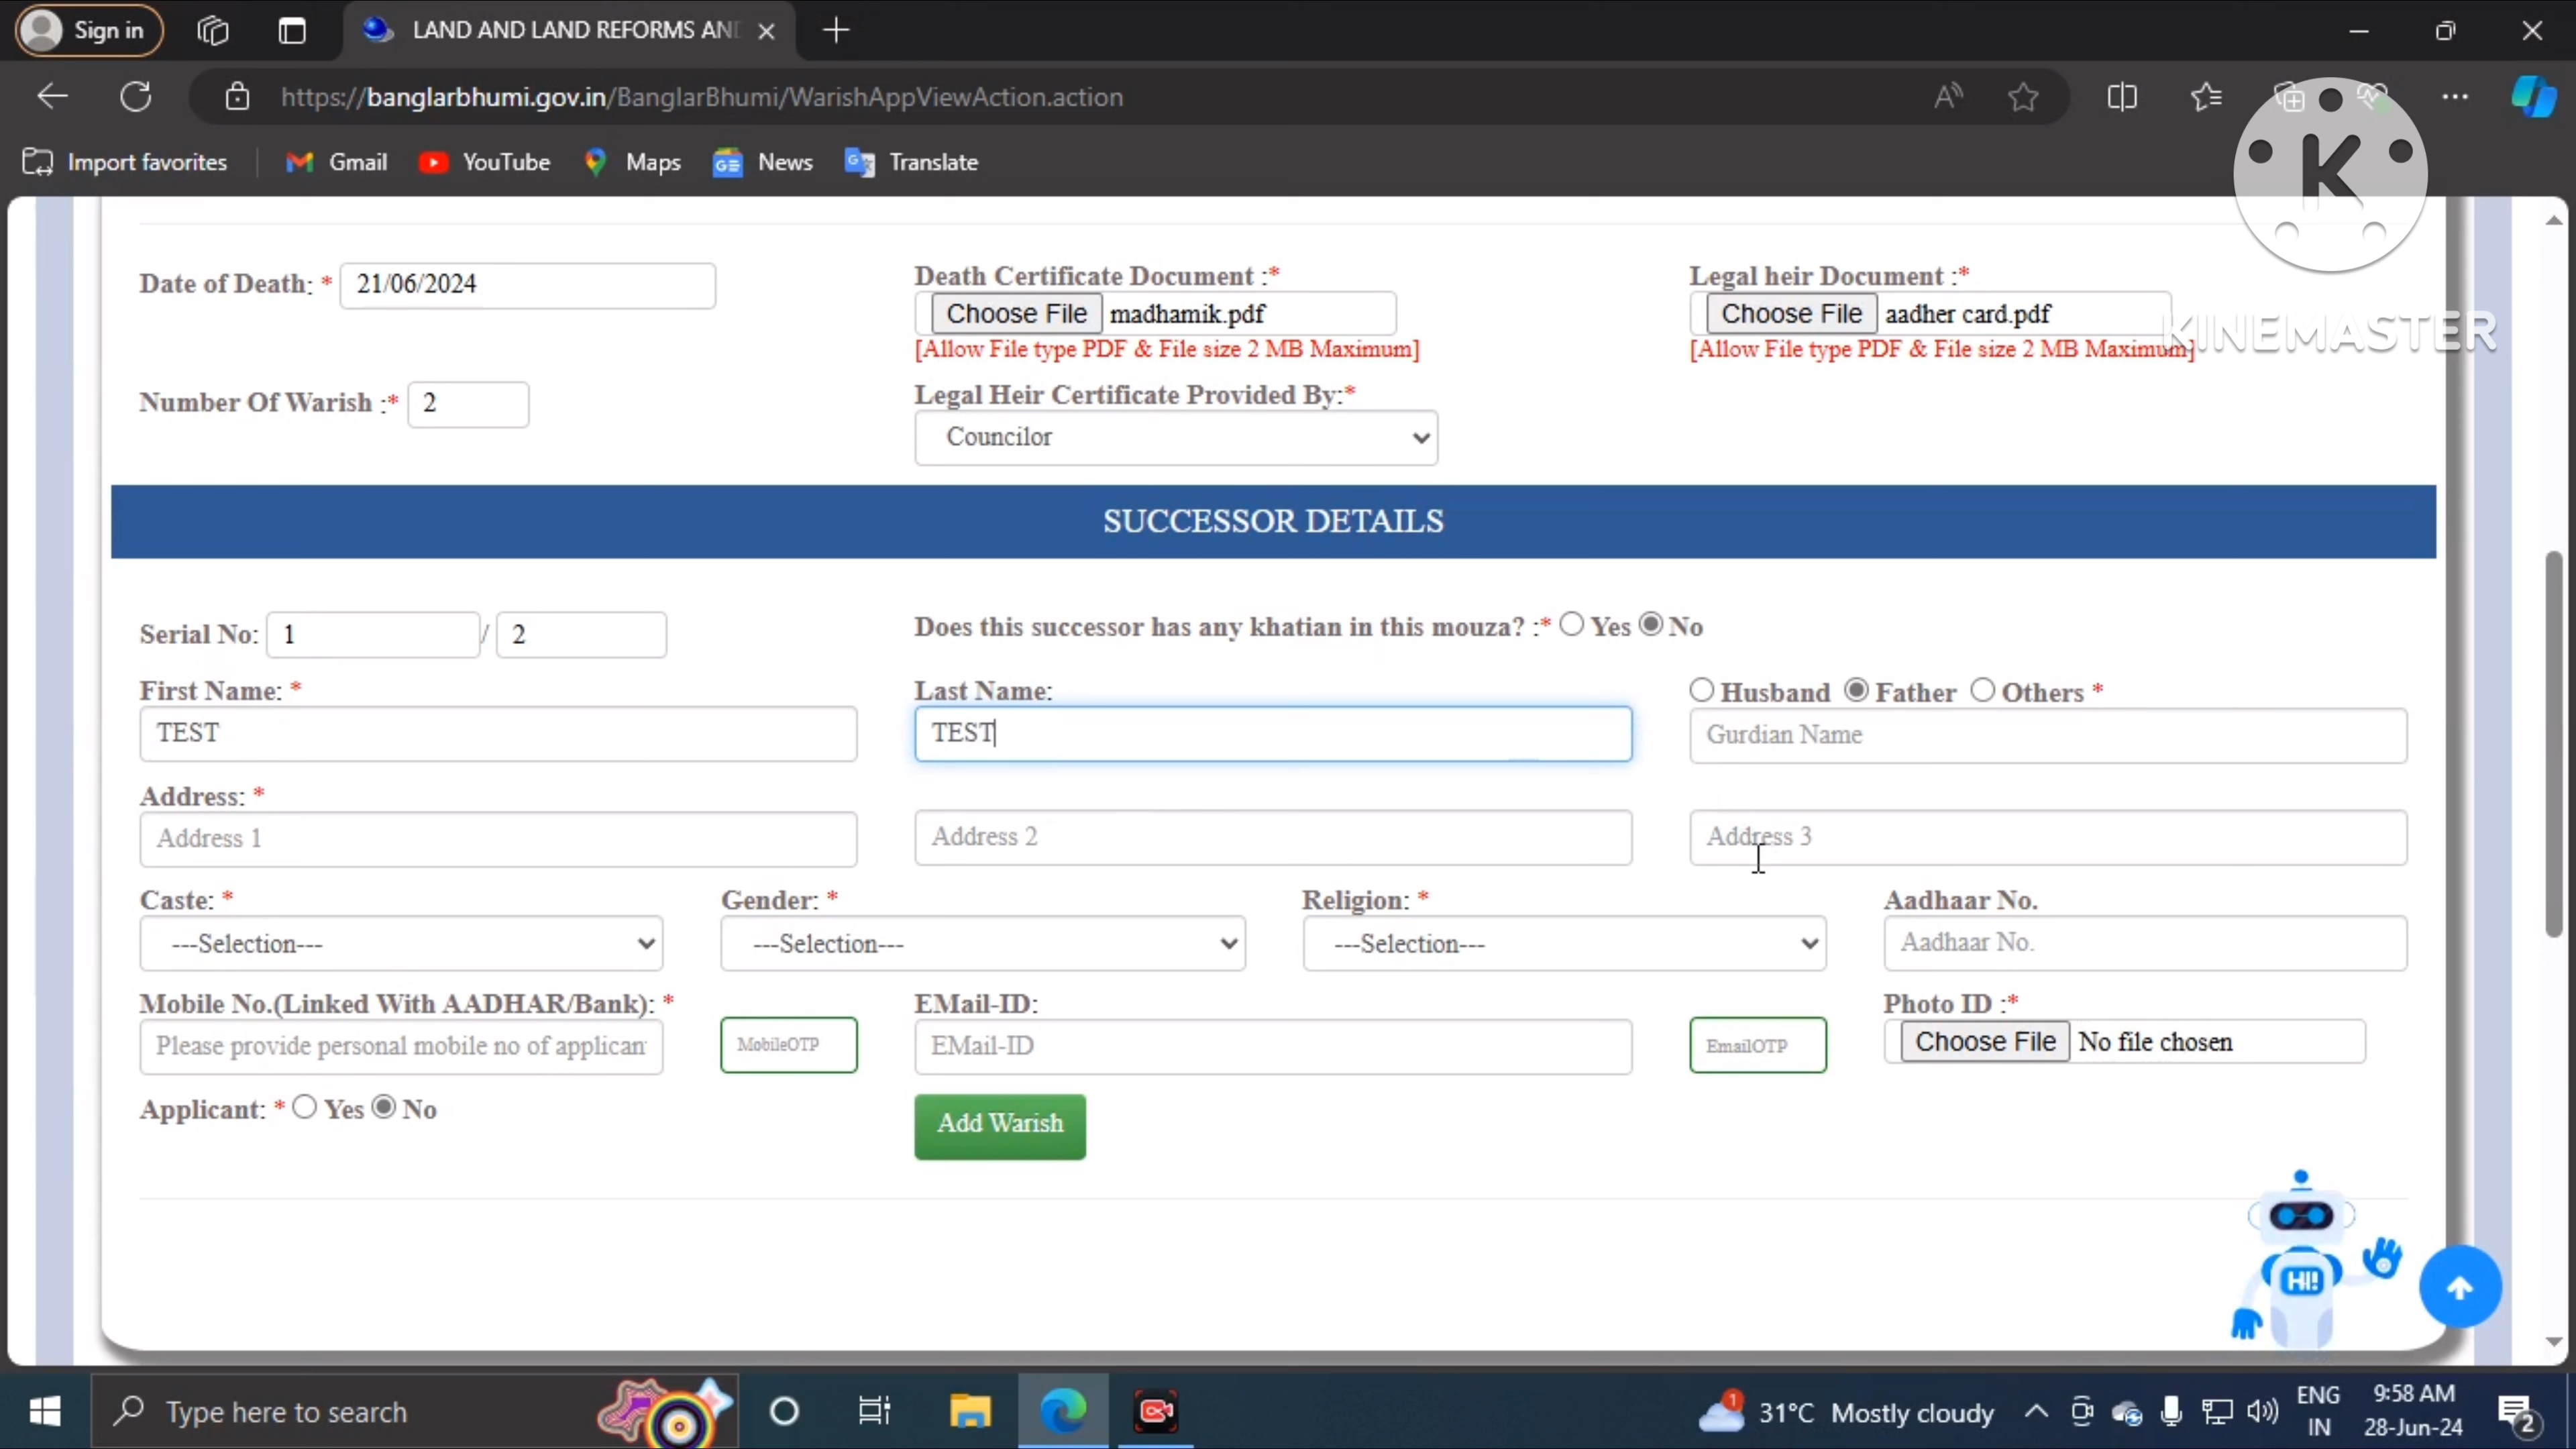 Sign in
LAND AND LAND REFORMS AND
https://banglarbhumi.gov.in/BanglarBhumi/WarishAppViewAction.action
Import favorites Gmail YouTube Maps News Translate
K
KINEMASTER
Date of Death: * 21/06/2024
Death Certificate Document :*
Choose File madhamik.pdf
[Allow File type PDF & File size 2 MB Maximum]
Legal heir Document :*
Choose File aadher card.pdf
[Allow File type PDF & File size 2 MB Maximum]
Number Of Warish :* 2
Legal Heir Certificate Provided By:*
Councilor
SUCCESSOR DETAILS
Serial No: 1 / 2
Does this successor has any khatian in this mouza? :* Yes No
First Name: *
TEST
Last Name:
TEST
Husband Father Others *
Gurdian Name
Address: *
Address 1
Address 2
Address 3
Caste: *
---Selection---
Gender: *
---Selection---
Religion: *
---Selection---
Aadhaar No.
Aadhaar No.
Mobile No.(Linked With AADHAR/Bank): *
Please provide personal mobile no of applican
MobileOTP
EMail-ID:
EMail-ID
EmailOTP
Photo ID :*
Choose File No file chosen
Applicant: * Yes No
Add Warish
HI!
Type here to search
1
31°C Mostly cloudy
ENG
IN
9:58 AM
28-Jun-24
2